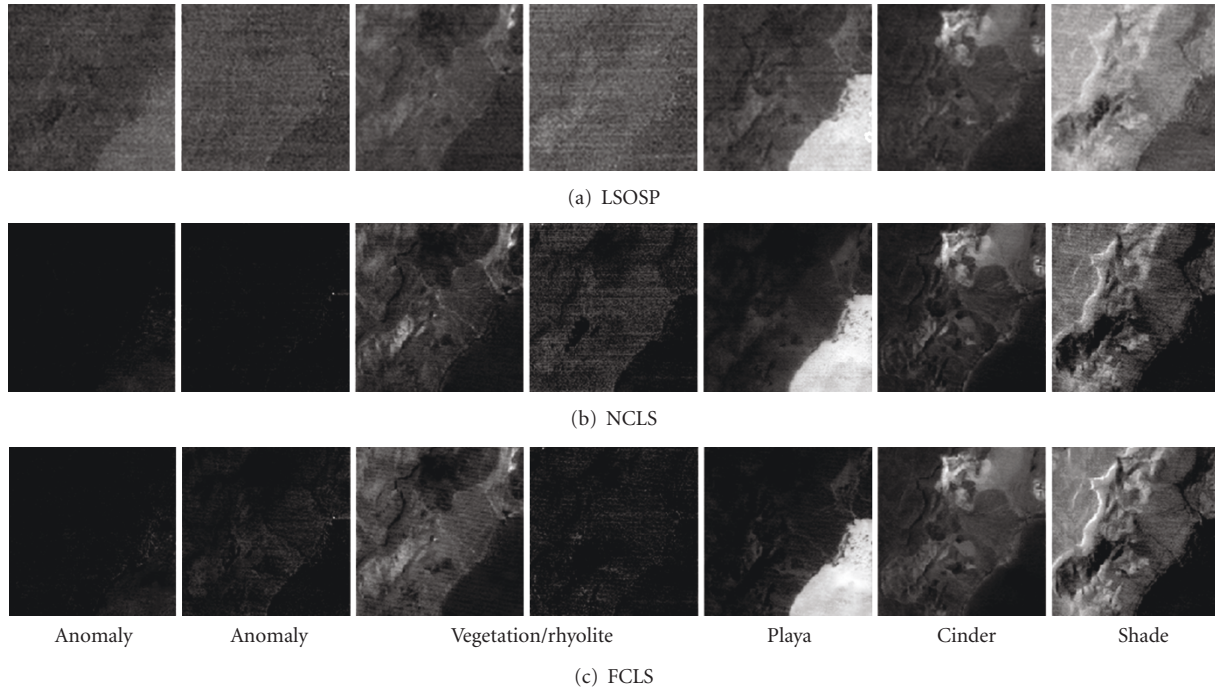 (a) LSOSP
(b) NCLS
Anomaly Anomaly Vegetation/rhyolite Playa Cinder Shade
(c) FCLS